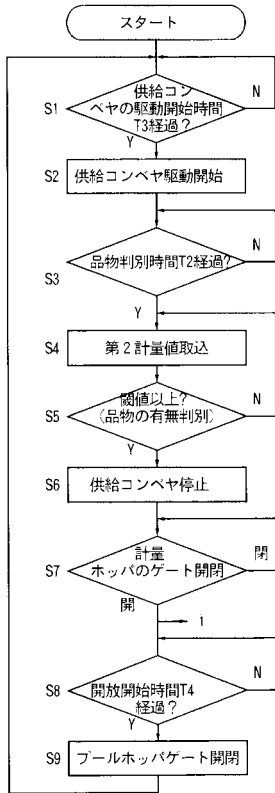 スタート
供給コン
ベヤの駆動開始時間
T3経過？
N
S1
Y
S2
供給コンベヤ駆動開始
品物判別時間T2経過?
N
S3
Y
S4
第2計量値取込
閾値以上?
(品物の有無判別)
N
S5
Y
S6
供給コンベヤ停止
計量
ホッパのゲート開閉
閉
S7
開
1
開放開始時間T4
経過？
N
S8
Y
S9
プールホッパゲート開閉